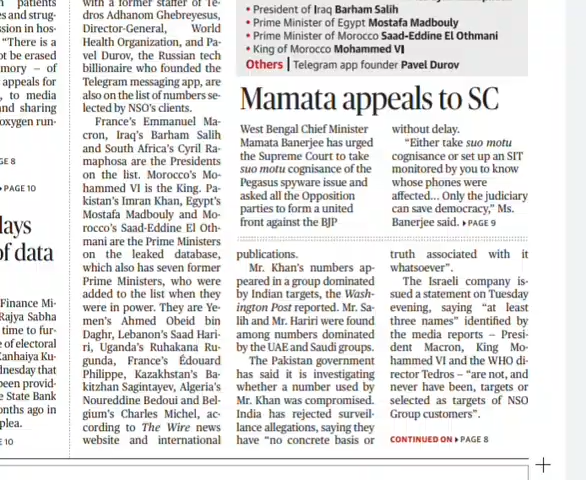 patients
es and strug-
ssion in hos-
"There is a
ot be erased
mory – of
appeals for
s, to media
and sharing
oxygen run-
GE 8
▸ PAGE 10
lays
of data
Finance Mi-
Rajya Sabha
time to fur-
e of electoral
Kanhaiya Ku-
dnesday that
been provid-
e State Bank
onths ago in
plea.
E 10
with a former staffer of Te-
dros Adhanom Ghebreyesus,
Director-General, World
Health Organization, and Pa-
vel Durov, the Russian tech
billionaire who founded the
Telegram messaging app, are
also on the list of numbers se-
lected by NSO's clients.
France's Emmanuel Ma-
cron, Iraq's Barham Salih
and South Africa's Cyril Ra-
maphosa are the Presidents
on the list. Morocco's Mo-
hammed VI is the King. Pa-
kistan's Imran Khan, Egypt's
Mostafa Madbouly and Mo-
rocco's Saad-Eddine El Oth-
mani are the Prime Ministers
on the leaked database,
which also has seven former
Prime Ministers, who were
added to the list when they
were in power. They are Ye-
men's Ahmed Obeid bin
Daghr, Lebanon's Saad Hari-
ri, Uganda's Ruhakana Ru-
gunda, France's Édouard
Philippe, Kazakhstan's Ba-
kitzhan Sagintayev, Algeria's
Noureddine Bedoui and Bel-
gium's Charles Michel, ac-
cording to The Wire news
website and international
• President of Iraq Barham Salih
• Prime Minister of Egypt Mostafa Madbouly
• Prime Minister of Morocco Saad-Eddine El Othmani
• King of Morocco Mohammed VI
Others | Telegram app founder Pavel Durov
Mamata appeals to SC
West Bengal Chief Minister
Mamata Banerjee has urged
the Supreme Court to take
suo motu cognisance of the
Pegasus spyware issue and
asked all the Opposition
parties to form a united
front against the BJP
without delay.
"Either take suo motu
cognisance or set up an SIT
monitored by you to know
whose phones were
affected... Only the judiciary
can save democracy," Ms.
Banerjee said. ▸ PAGE 9
publications.
Mr. Khan's numbers ap-
peared in a group dominated
by Indian targets, the Wash-
ington Post reported. Mr. Sa-
lih and Mr. Hariri were found
among numbers dominated
by the UAE and Saudi groups.
The Pakistan government
has said it is investigating
whether a number used by
Mr. Khan was compromised.
India has rejected surveil-
lance allegations, saying they
have "no concrete basis or
truth associated with it
whatsoever".
The Israeli company is-
sued a statement on Tuesday
evening, saying "at least
three names" identified by
the media reports – Presi-
dent Macron, King Mo-
hammed VI and the WHO di-
rector Tedros – "are not, and
never have been, targets or
selected as targets of NSO
Group customers".
CONTINUED ON ▸ PAGE 8